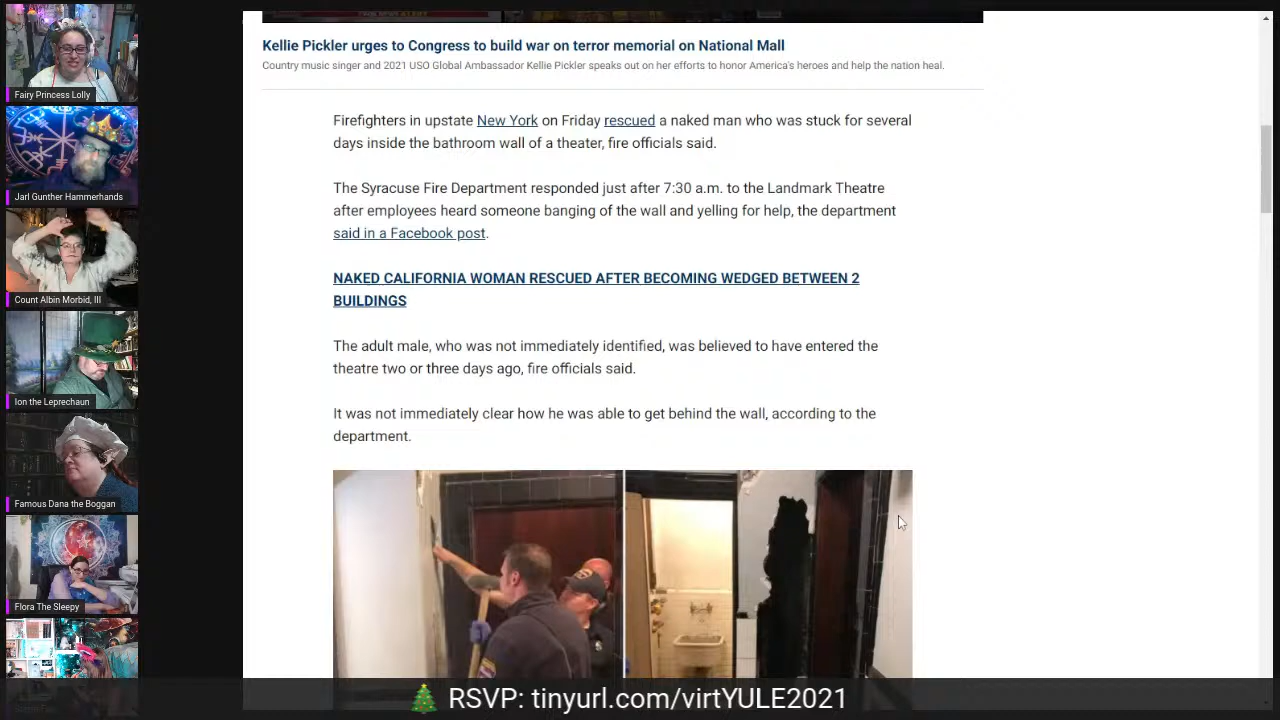 Kellie Pickler urges to Congress to build war on terror memorial on National Mall
Country music singer and 2021 USO Global Ambassador Kellie Pickler speaks out on her efforts to honor America's heroes and help the nation heal.
Firefighters in upstate New York on Friday rescued a naked man who was stuck for several
days inside the bathroom wall of a theater, fire officials said.
The Syracuse Fire Department responded just after 7:30 a.m. to the Landmark Theatre
after employees heard someone banging of the wall and yelling for help, the department
said in a Facebook post.
NAKED CALIFORNIA WOMAN RESCUED AFTER BECOMING WEDGED BETWEEN 2
BUILDINGS
The adult male, who was not immediately identified, was believed to have entered the
theatre two or three days ago, fire officials said.
It was not immediately clear how he was able to get behind the wall, according to the
department.
Fairy Princess Lolly
Jarl Gunther Hammerhands
Count Albin Morbid, III
Ion the Leprechaun
Famous Dana the Boggan
Flora The Sleepy
🎄 RSVP: tinyurl.com/virtYULE2021